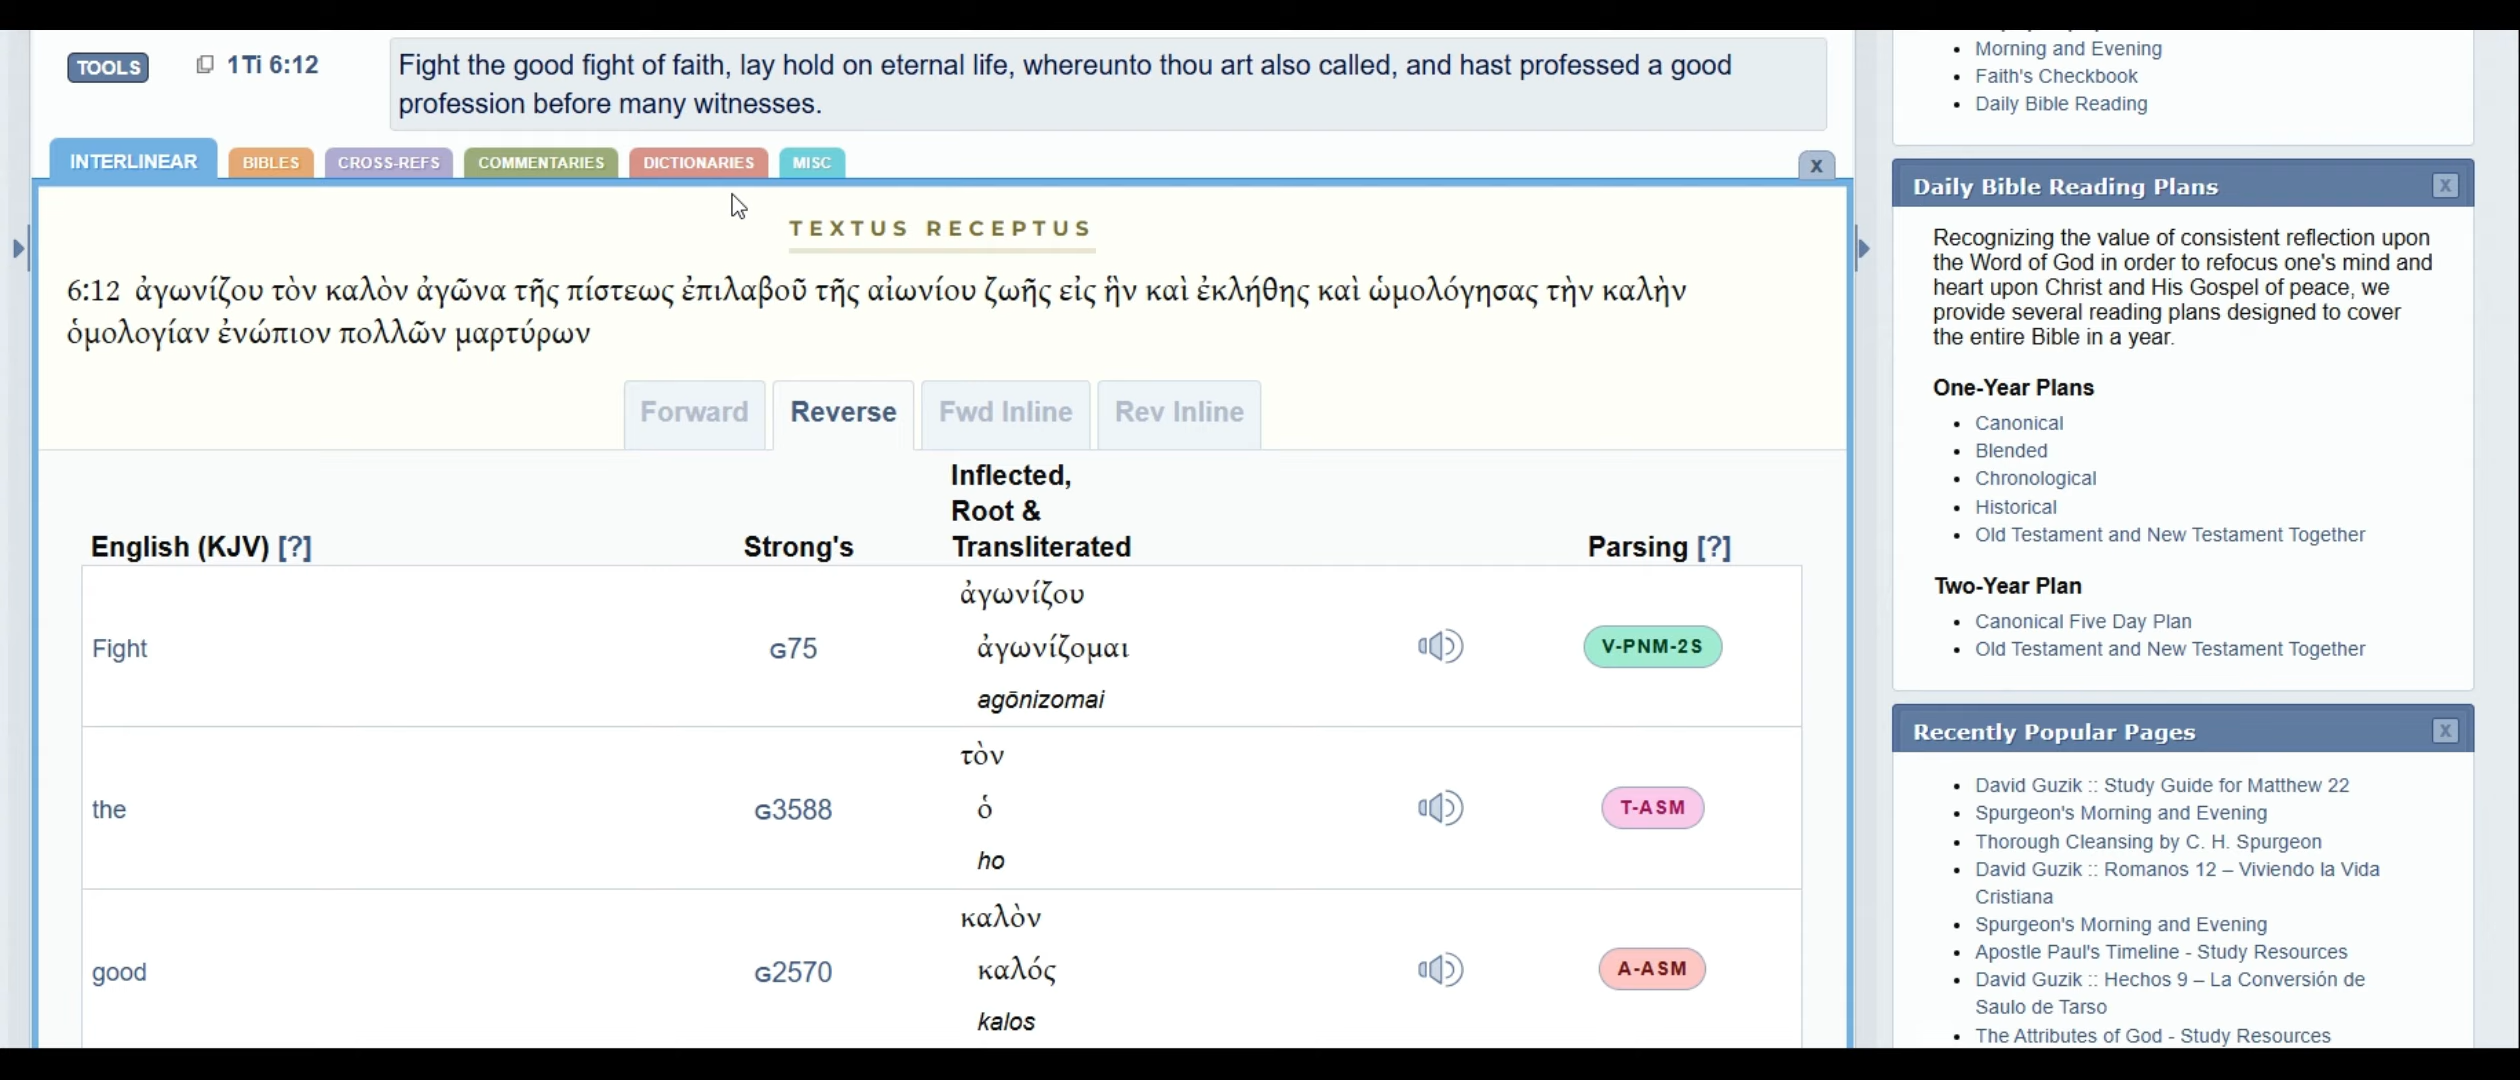 TOOLS
1Ti 6:12
Fight the good fight of faith, lay hold on eternal life, whereunto thou art also called, and hast professed a good
profession before many witnesses.
INTERLINEAR
BIBLES
CROSS-REFS
COMMENTARIES
DICTIONARIES
MISC
X
TEXTUS RECEPTUS
6:12 ἀγωνίζου τὸν καλὸν ἀγῶνα τῆς πίστεως ἐπιλαβοῦ τῆς αἰωνίου ζωῆς εἰς ἣν καὶ ἐκλήθης καὶ ὡμολόγησας τὴν καλὴν
ὁμολογίαν ἐνώπιον πολλῶν μαρτύρων
Forward
Reverse
Fwd Inline
Rev Inline
English (KJV) [?]
Strong's
Inflected,
Root &
Transliterated
Parsing [?]
Fight
G75
ἀγωνίζου
ἀγωνίζομαι
agōnizomai
V-PNM-2S
the
G3588
τὸν
ὁ
ho
T-ASM
good
G2570
καλὸν
καλός
kalos
A-ASM
Morning and Evening
Faith's Checkbook
Daily Bible Reading
Daily Bible Reading Plans
X
Recognizing the value of consistent reflection upon
the Word of God in order to refocus one's mind and
heart upon Christ and His Gospel of peace, we
provide several reading plans designed to cover
the entire Bible in a year.
One-Year Plans
Canonical
Blended
Chronological
Historical
Old Testament and New Testament Together
Two-Year Plan
Canonical Five Day Plan
Old Testament and New Testament Together
Recently Popular Pages
X
David Guzik :: Study Guide for Matthew 22
Spurgeon's Morning and Evening
Thorough Cleansing by C. H. Spurgeon
David Guzik :: Romanos 12 – Viviendo la Vida
Cristiana
Spurgeon's Morning and Evening
Apostle Paul's Timeline - Study Resources
David Guzik :: Hechos 9 – La Conversión de
Saulo de Tarso
The Attributes of God - Study Resources